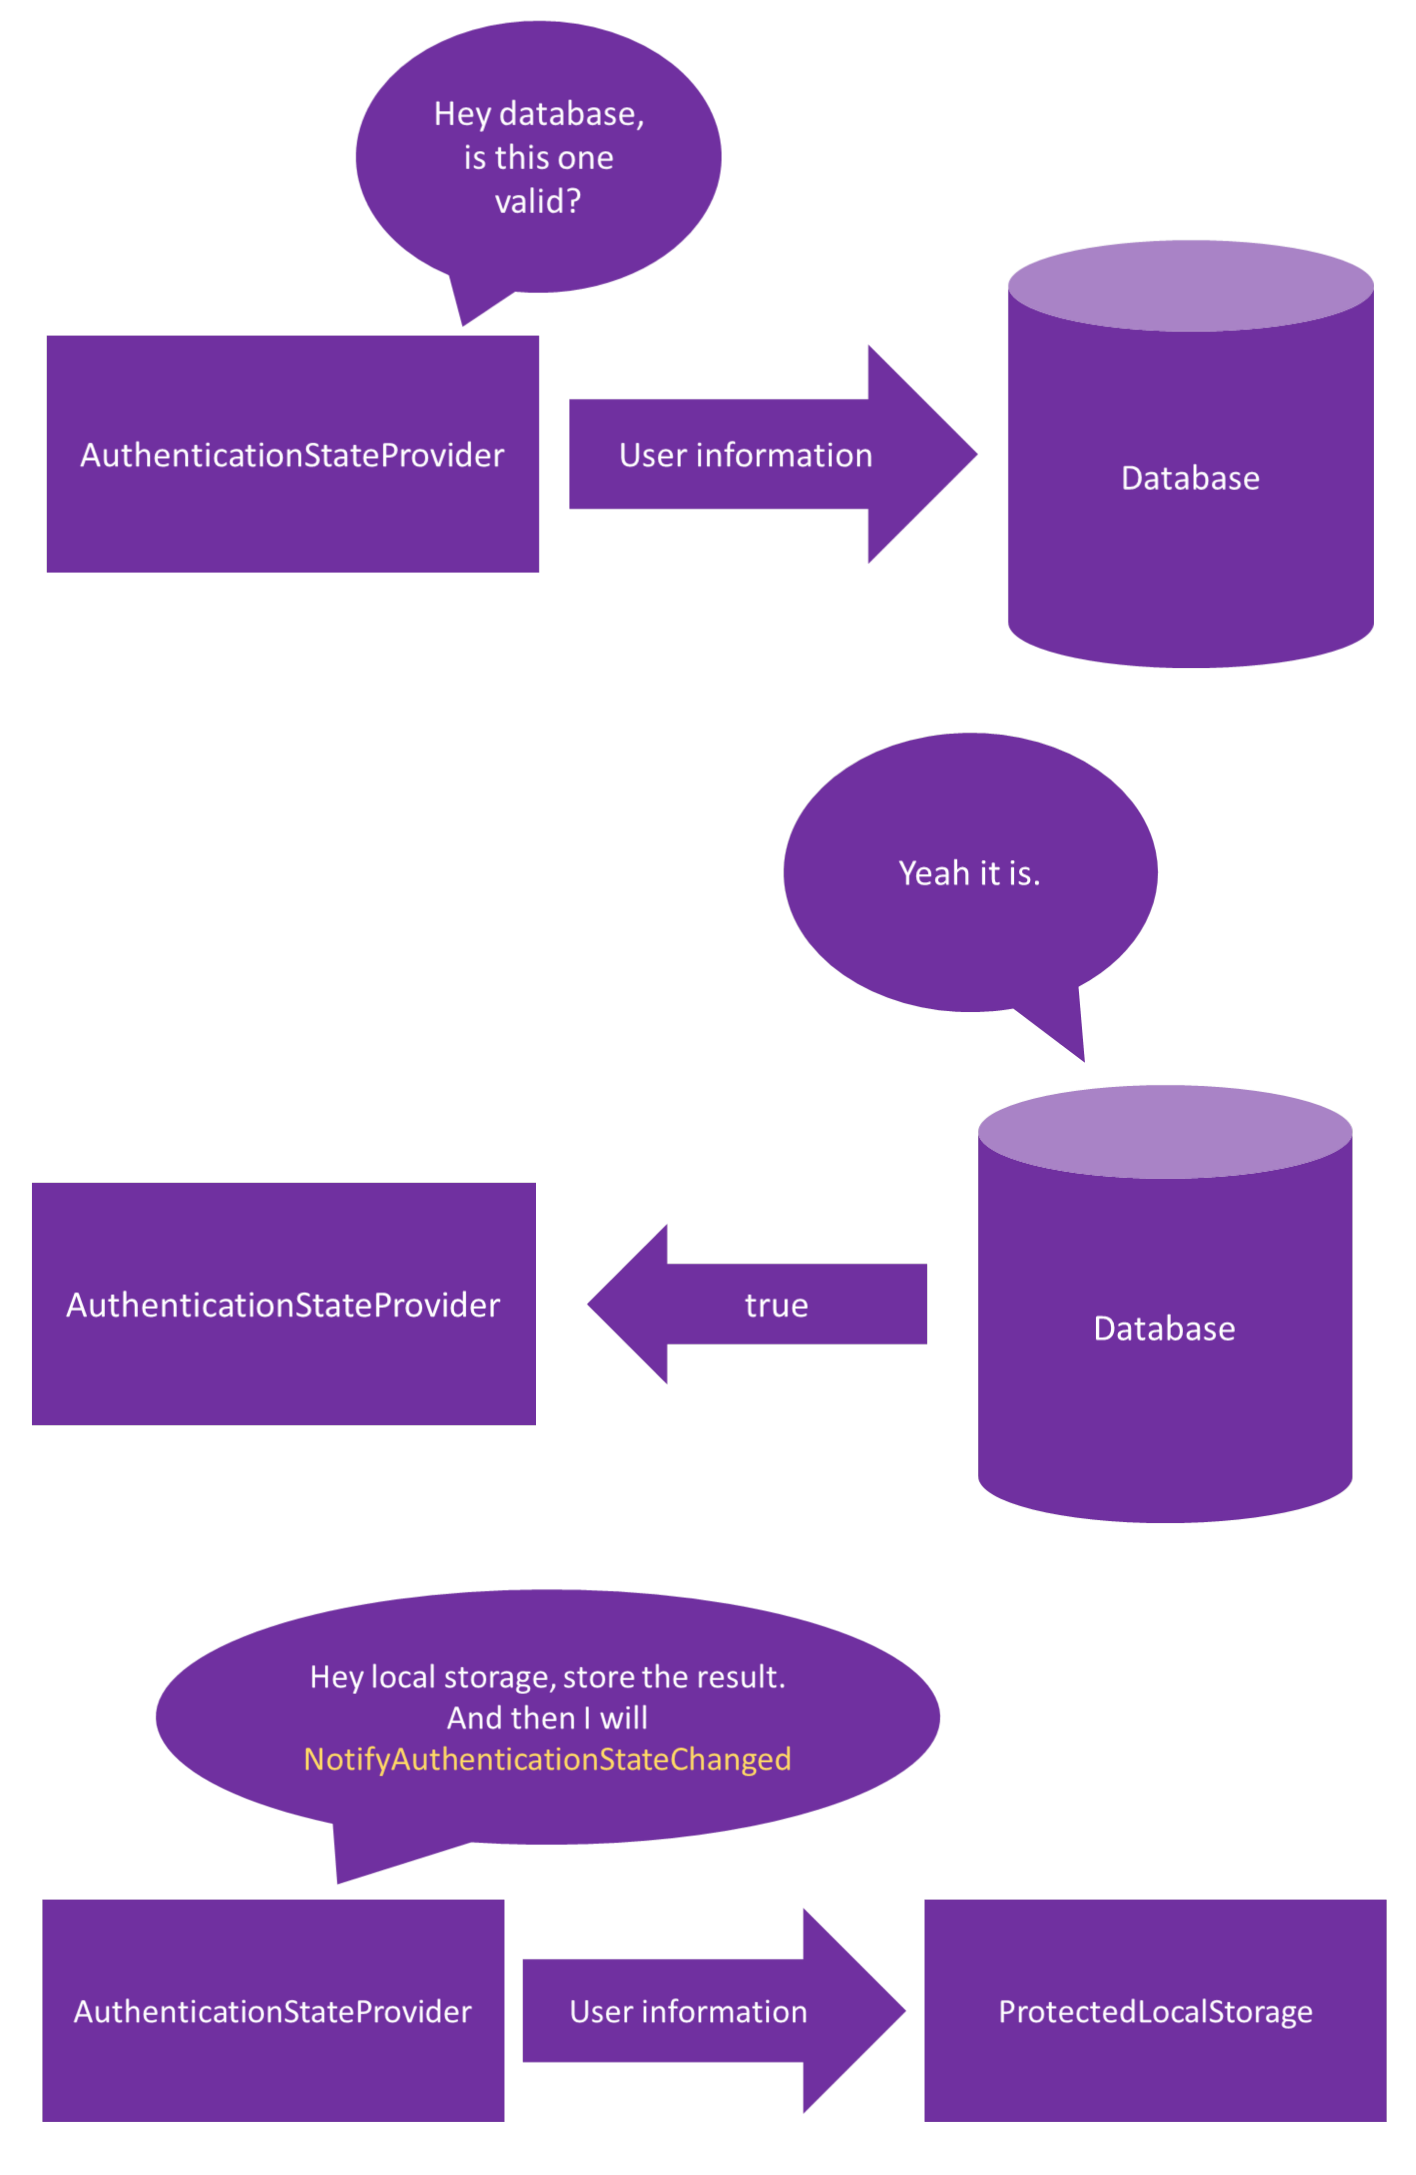 Hey database,
is this one
valid?
AuthenticationStateProvider
User information
Database
Yeah it is.
AuthenticationStateProvider
true
Database
Hey local storage, store the result.
And then I will
NotifyAuthenticationStateChanged
AuthenticationStateProvider
User information
ProtectedLocalStorage